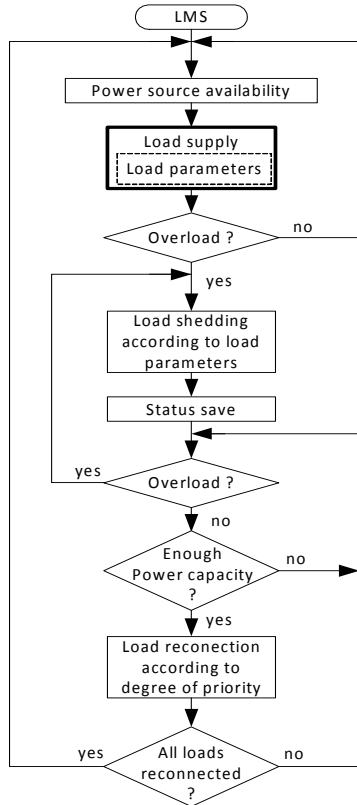 LMS
Power source availability
Load supply
Load parameters
Overload ?
no
yes
Load shedding
according to load
parameters
Status save
yes
Overload ?
no
Enough
Power capacity
?
no
yes
Load reconection
according to
degree of priority
yes
All loads
reconnected
?
no